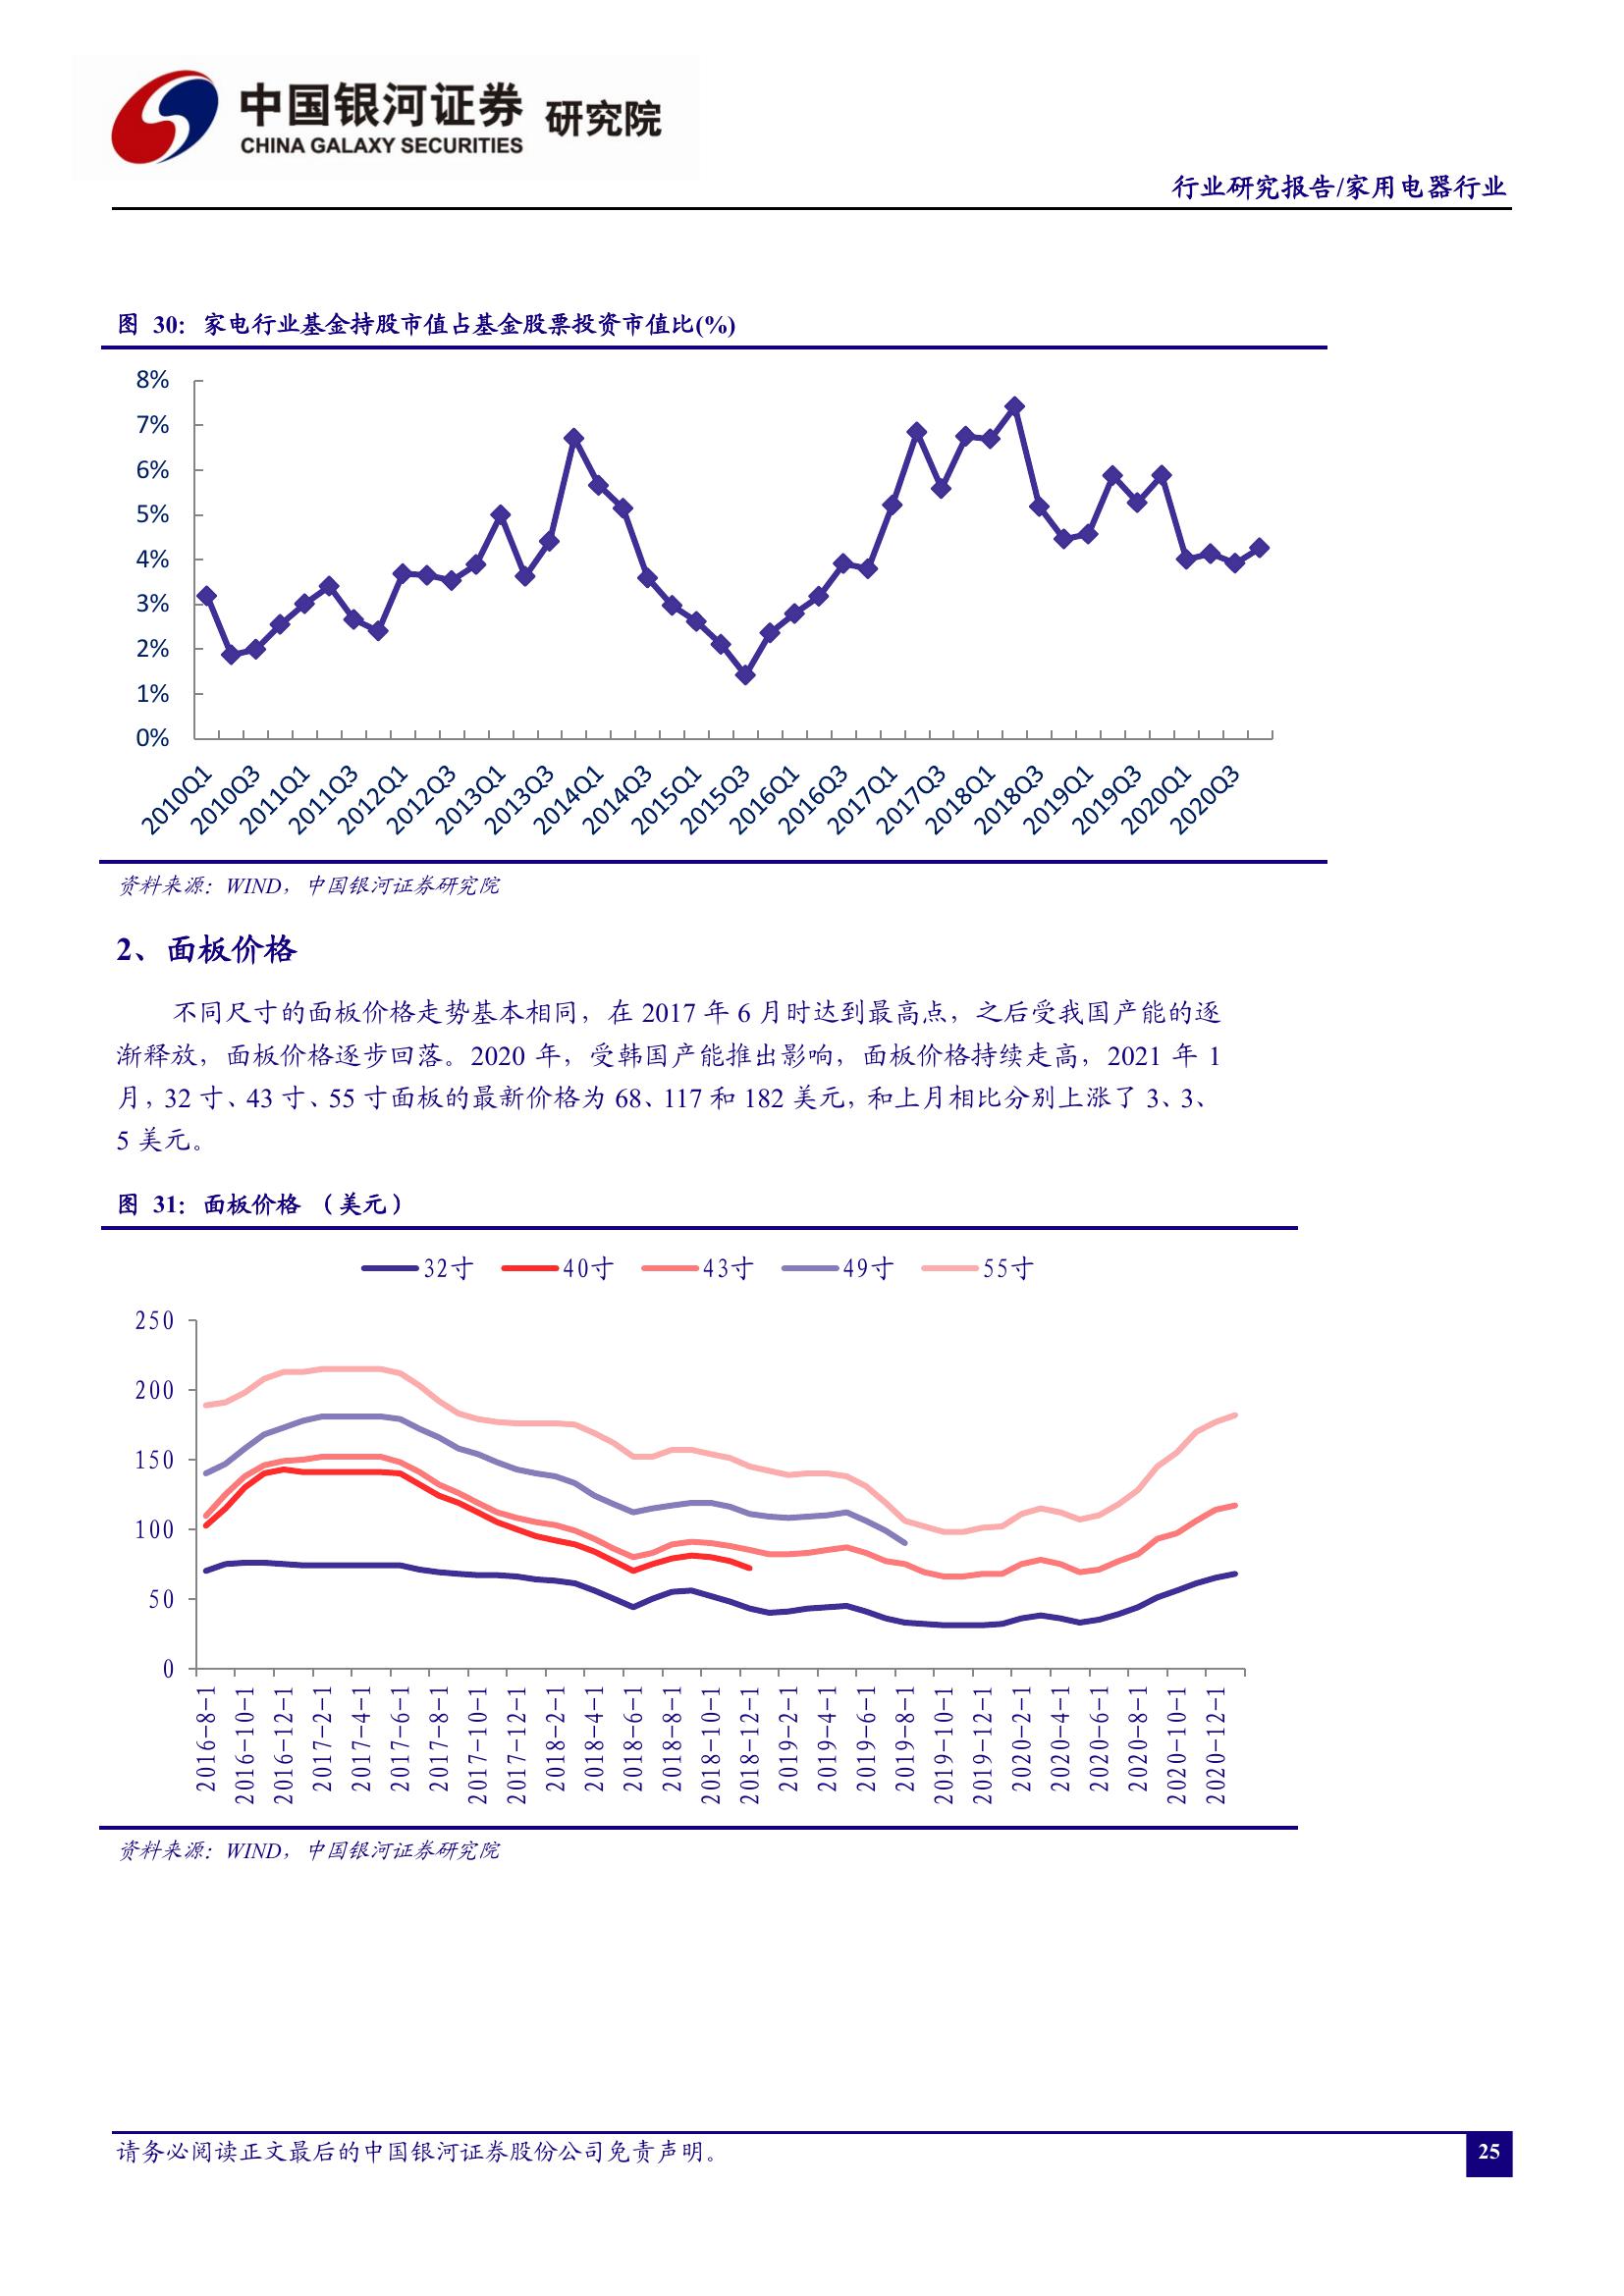 中国银河证券 研究院
CHINA GALAXY SECURITIES
行业研究报告/家用电器行业
图 30: 家电行业基金持股市值占基金股票投资市值比(%)
8%
7%
6%
5%
4%
3%
2%
1%
0%
2010Q1 2010Q3 2011Q1 2011Q3 2012Q1 2012Q3 2013Q1 2013Q3 2014Q1 2014Q3 2015Q1 2015Q3 2016Q1 2016Q3 2017Q1 2017Q3 2018Q1 2018Q3 2019Q1 2019Q3 2020Q1 2020Q3
资料来源：WIND，中国银河证券研究院
2、面板价格
不同尺寸的面板价格走势基本相同，在 2017 年 6 月时达到最高点，之后受我国产能的逐
渐释放，面板价格逐步回落。2020 年，受韩国产能推出影响，面板价格持续走高，2021 年 1
月，32 寸、43 寸、55 寸面板的最新价格为 68、117 和 182 美元，和上月相比分别上涨了 3、3、
5 美元。
图 31: 面板价格 （美元）
32寸 40寸 43寸 49寸 55寸
250
200
150
100
50
0
2016-8-1 2016-10-1 2016-12-1 2017-2-1 2017-4-1 2017-6-1 2017-8-1 2017-10-1 2017-12-1 2018-2-1 2018-4-1 2018-6-1 2018-8-1 2018-10-1 2018-12-1 2019-2-1 2019-4-1 2019-6-1 2019-8-1 2019-10-1 2019-12-1 2020-2-1 2020-4-1 2020-6-1 2020-8-1 2020-10-1 2020-12-1
资料来源：WIND，中国银河证券研究院
请务必阅读正文最后的中国银河证券股份公司免责声明。
25